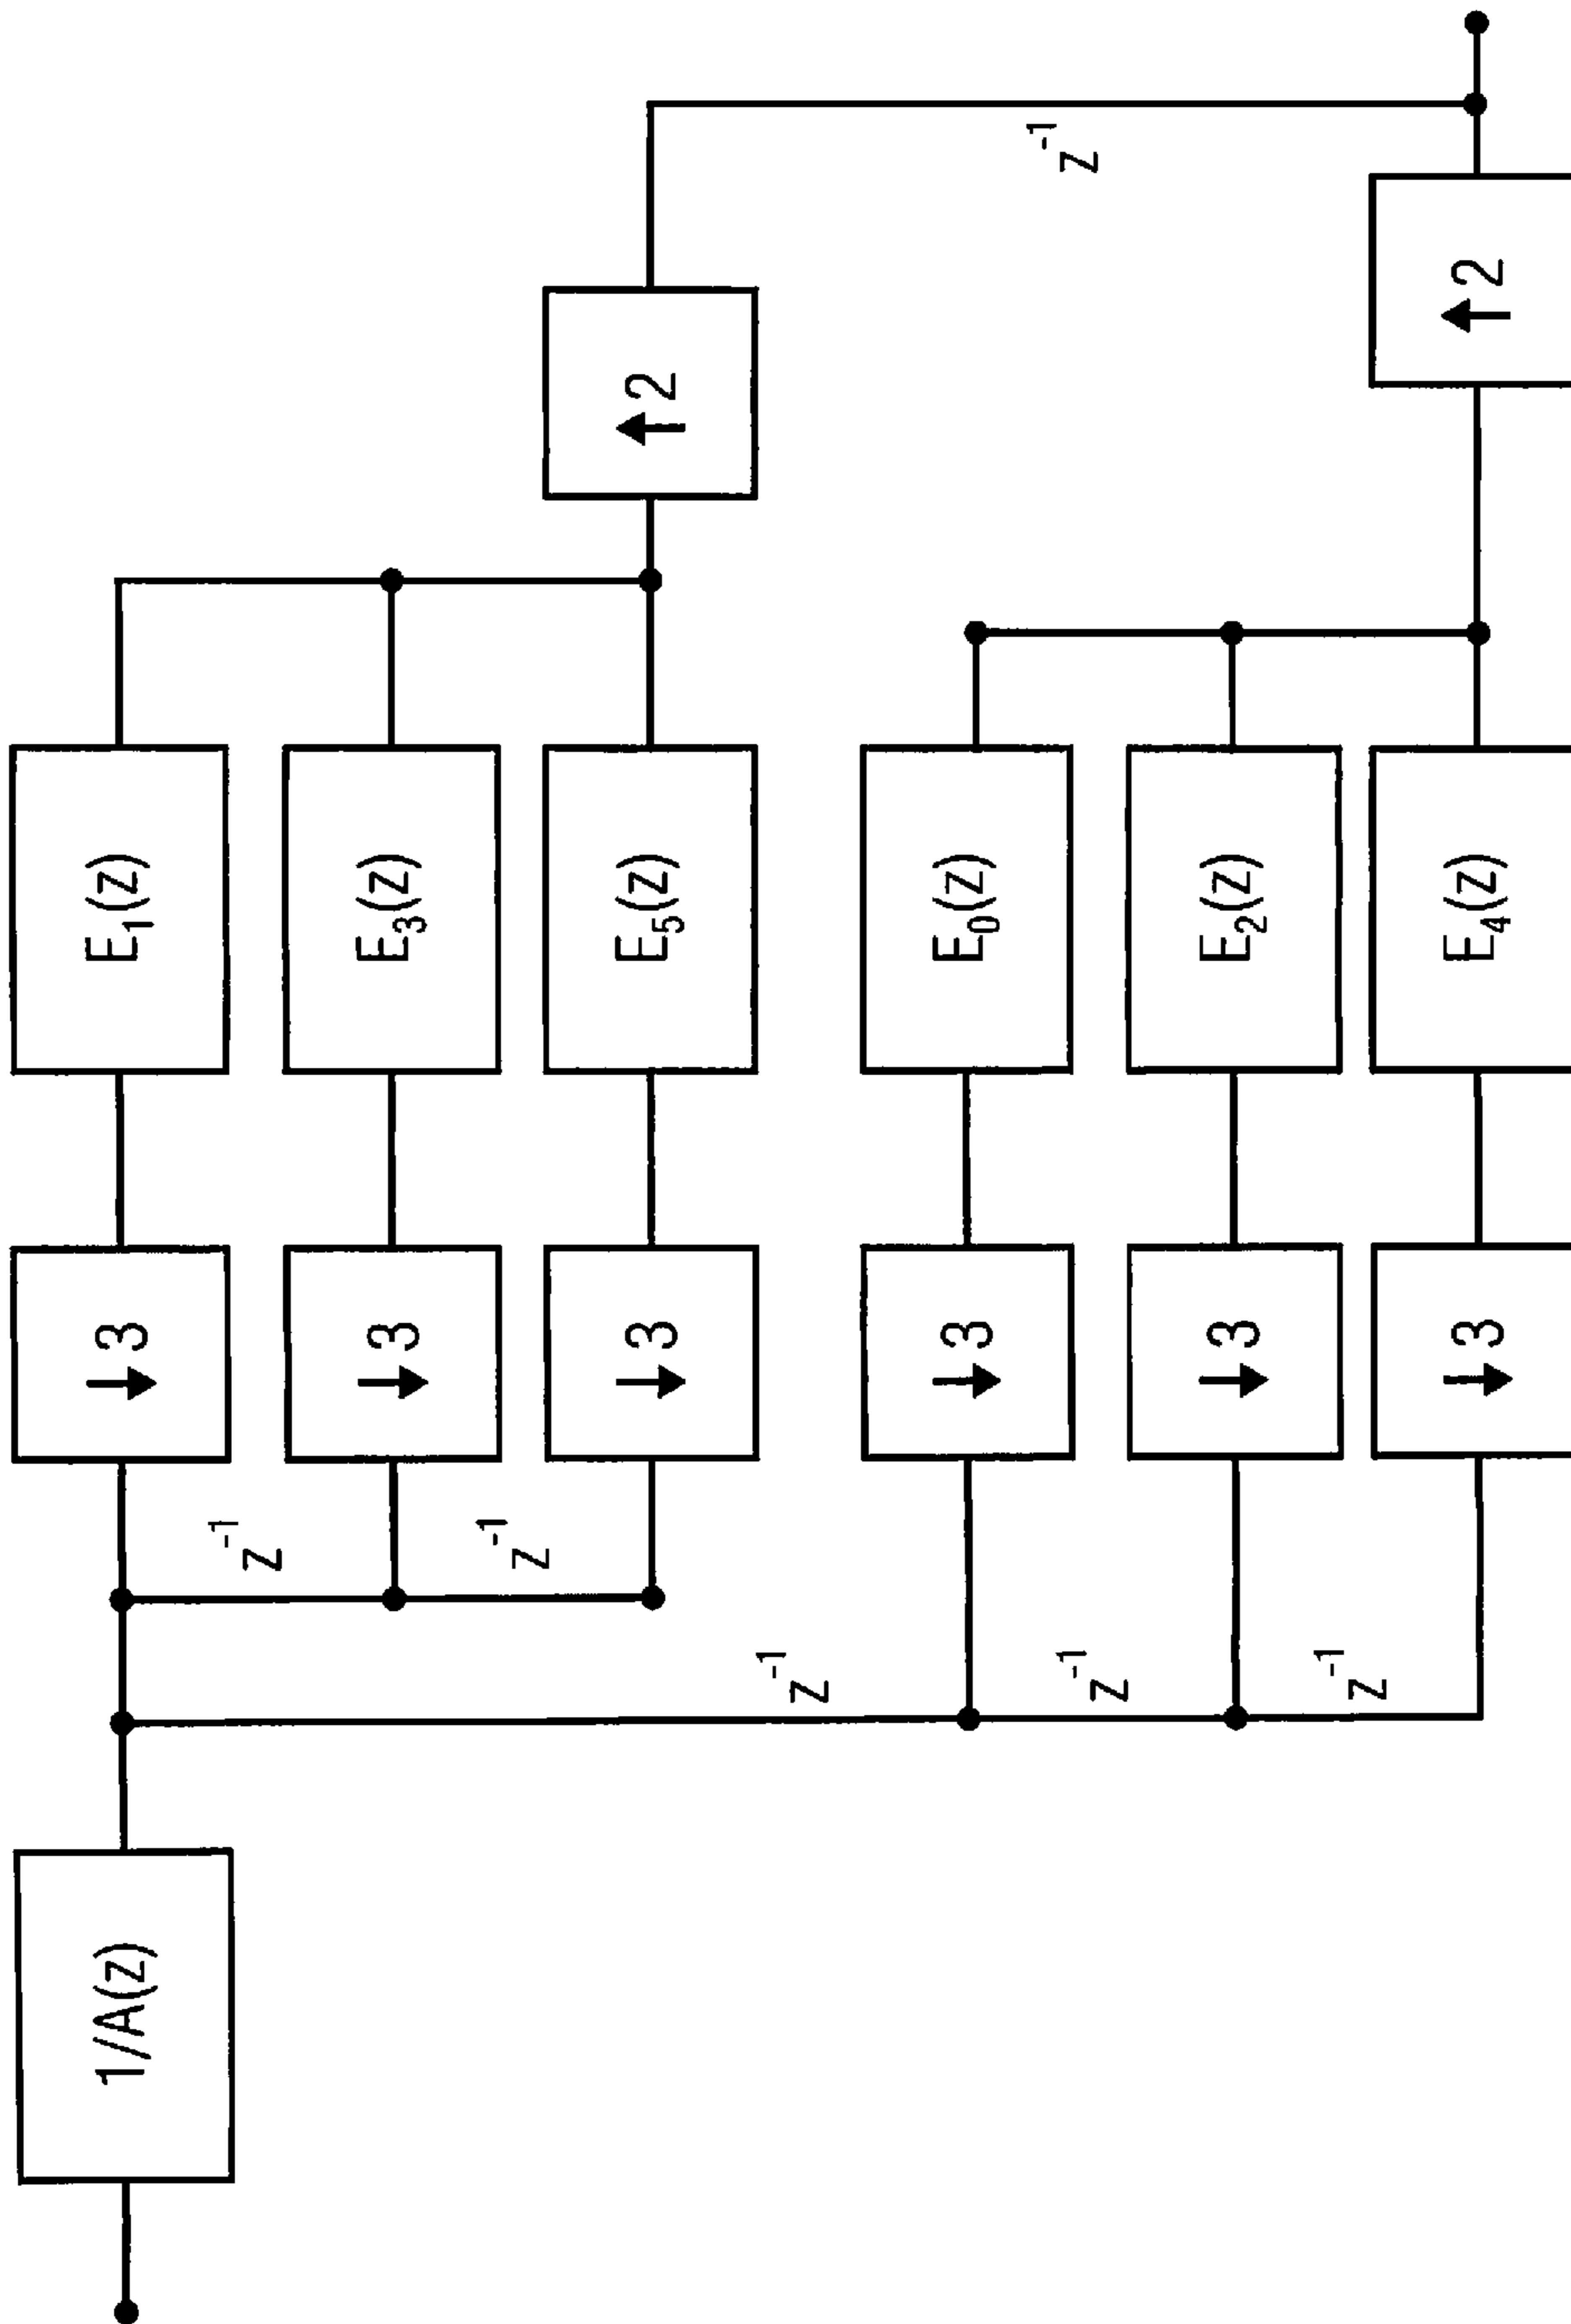 1/A(z)
↓3
E₁(z)
z⁻¹
↓3
E₃(z)
z⁻¹
↓3
E₅(z)
↑2
z⁻¹
↓3
E₀(z)
z⁻¹
z⁻¹
↓3
E₂(z)
z⁻¹
↓3
E₄(z)
↑2